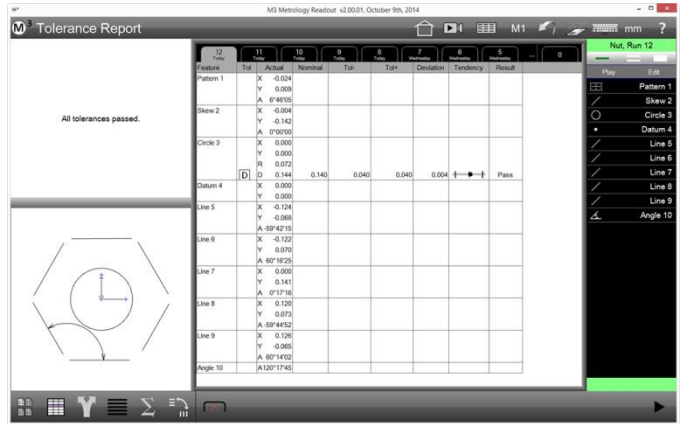 M3 Metrology Readout v2.00.01, October 9th, 2014
M3 Tolerance Report
M1
mm ?
All tolerances passed.
12 11 10 9 8 7 6 5 ... 0
Today Today Today Today Today Wednesday Wednesday Wednesday
Feature Tol Actual Nominal Tol- Tol+ Deviation Tendency Result
Pattern 1 X -0.024
Y 0.009
A 6°46'05
Skew 2 X -0.004
Y -0.142
A 0°00'00
Circle 3 X 0.000
Y 0.000
R 0.072
D D 0.144 0.140 0.040 0.040 0.004 Pass
Datum 4 X 0.000
Y 0.000
Line 5 X -0.124
Y -0.068
A -59°42'15
Line 6 X -0.122
Y 0.070
A 60°16'25
Line 7 X 0.000
Y 0.141
A 0°17'16
Line 8 X 0.120
Y 0.073
A -59°44'52
Line 9 X 0.126
Y -0.065
A 60°14'02
Angle 10 A 120°17'45
Nut, Run 12
Play Edit
Pattern 1
Skew 2
Circle 3
Datum 4
Line 5
Line 6
Line 7
Line 8
Line 9
Angle 10